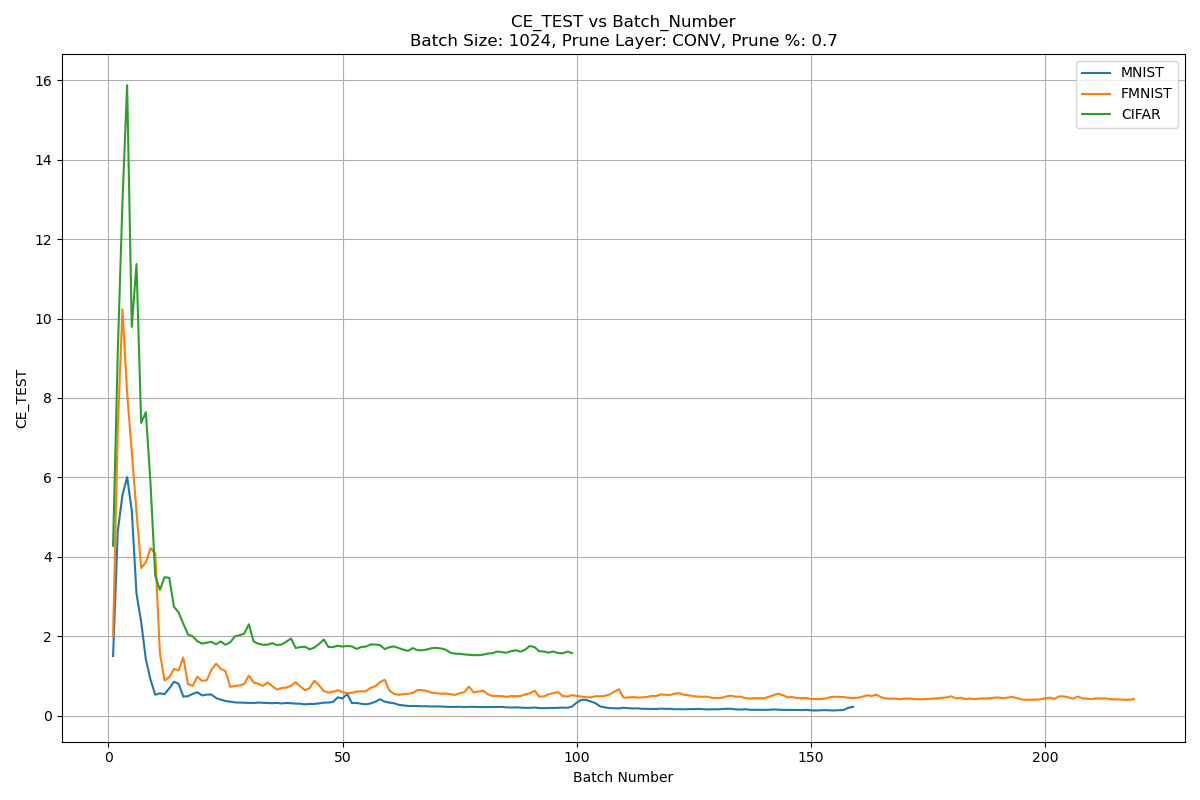 CE_TEST vs Batch_Number
Batch Size: 1024, Prune Layer: CONV, Prune %: 0.7
MNIST
FMNIST
CIFAR
16
14
12
10
8
6
4
2
0
CE_TEST
0 50 100 150 200
Batch Number